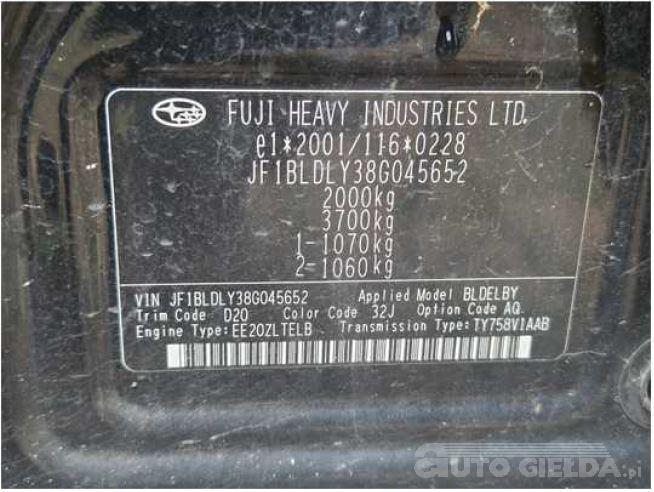 FUJI HEAVY INDUSTRIES LTD.
e1*2001/116*0228
JF1BLDLY38G045652
2000kg
3700kg
1-1070kg
2-1060kg
VIN JF1BLDLY38G045652 Applied Model BLDELBY
Trim Code D20 Color Code 32J Option Code AQ
Engine Type:EE20ZLTELB Transmission Type:TY758VIAAB
AUTO GIELDA.pl